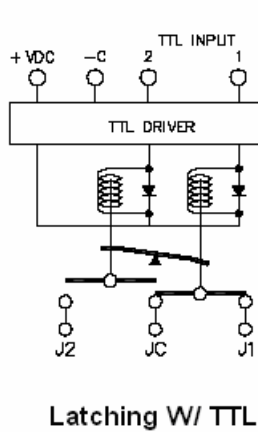 TTL INPUT
+VDC -C 2 1
TTL DRIVER
J2 JC J1
Latching W/ TTL